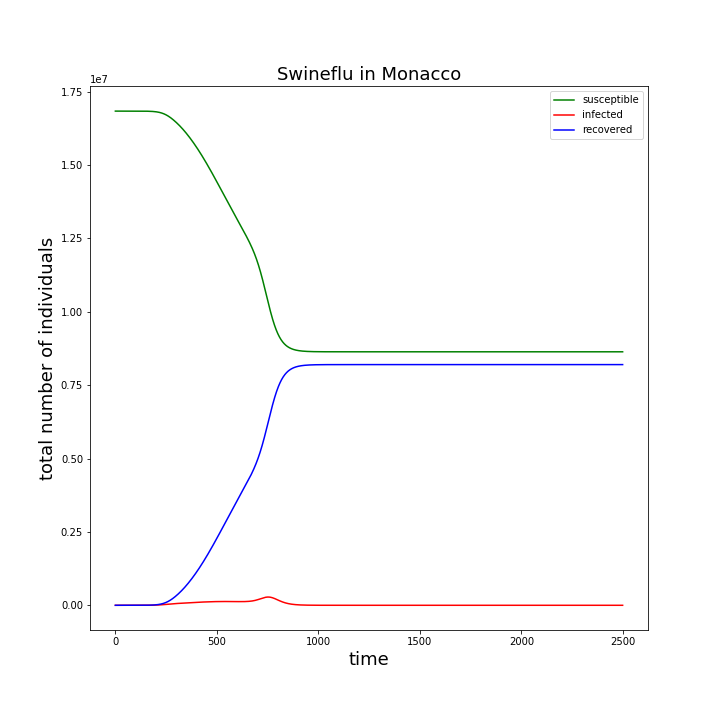 Swineflu in Monacco
1e7
susceptible
infected
recovered
1.75
1.50
1.25
1.00
0.75
0.50
0.25
0.00
total number of individuals
0 500 1000 1500 2000 2500
time